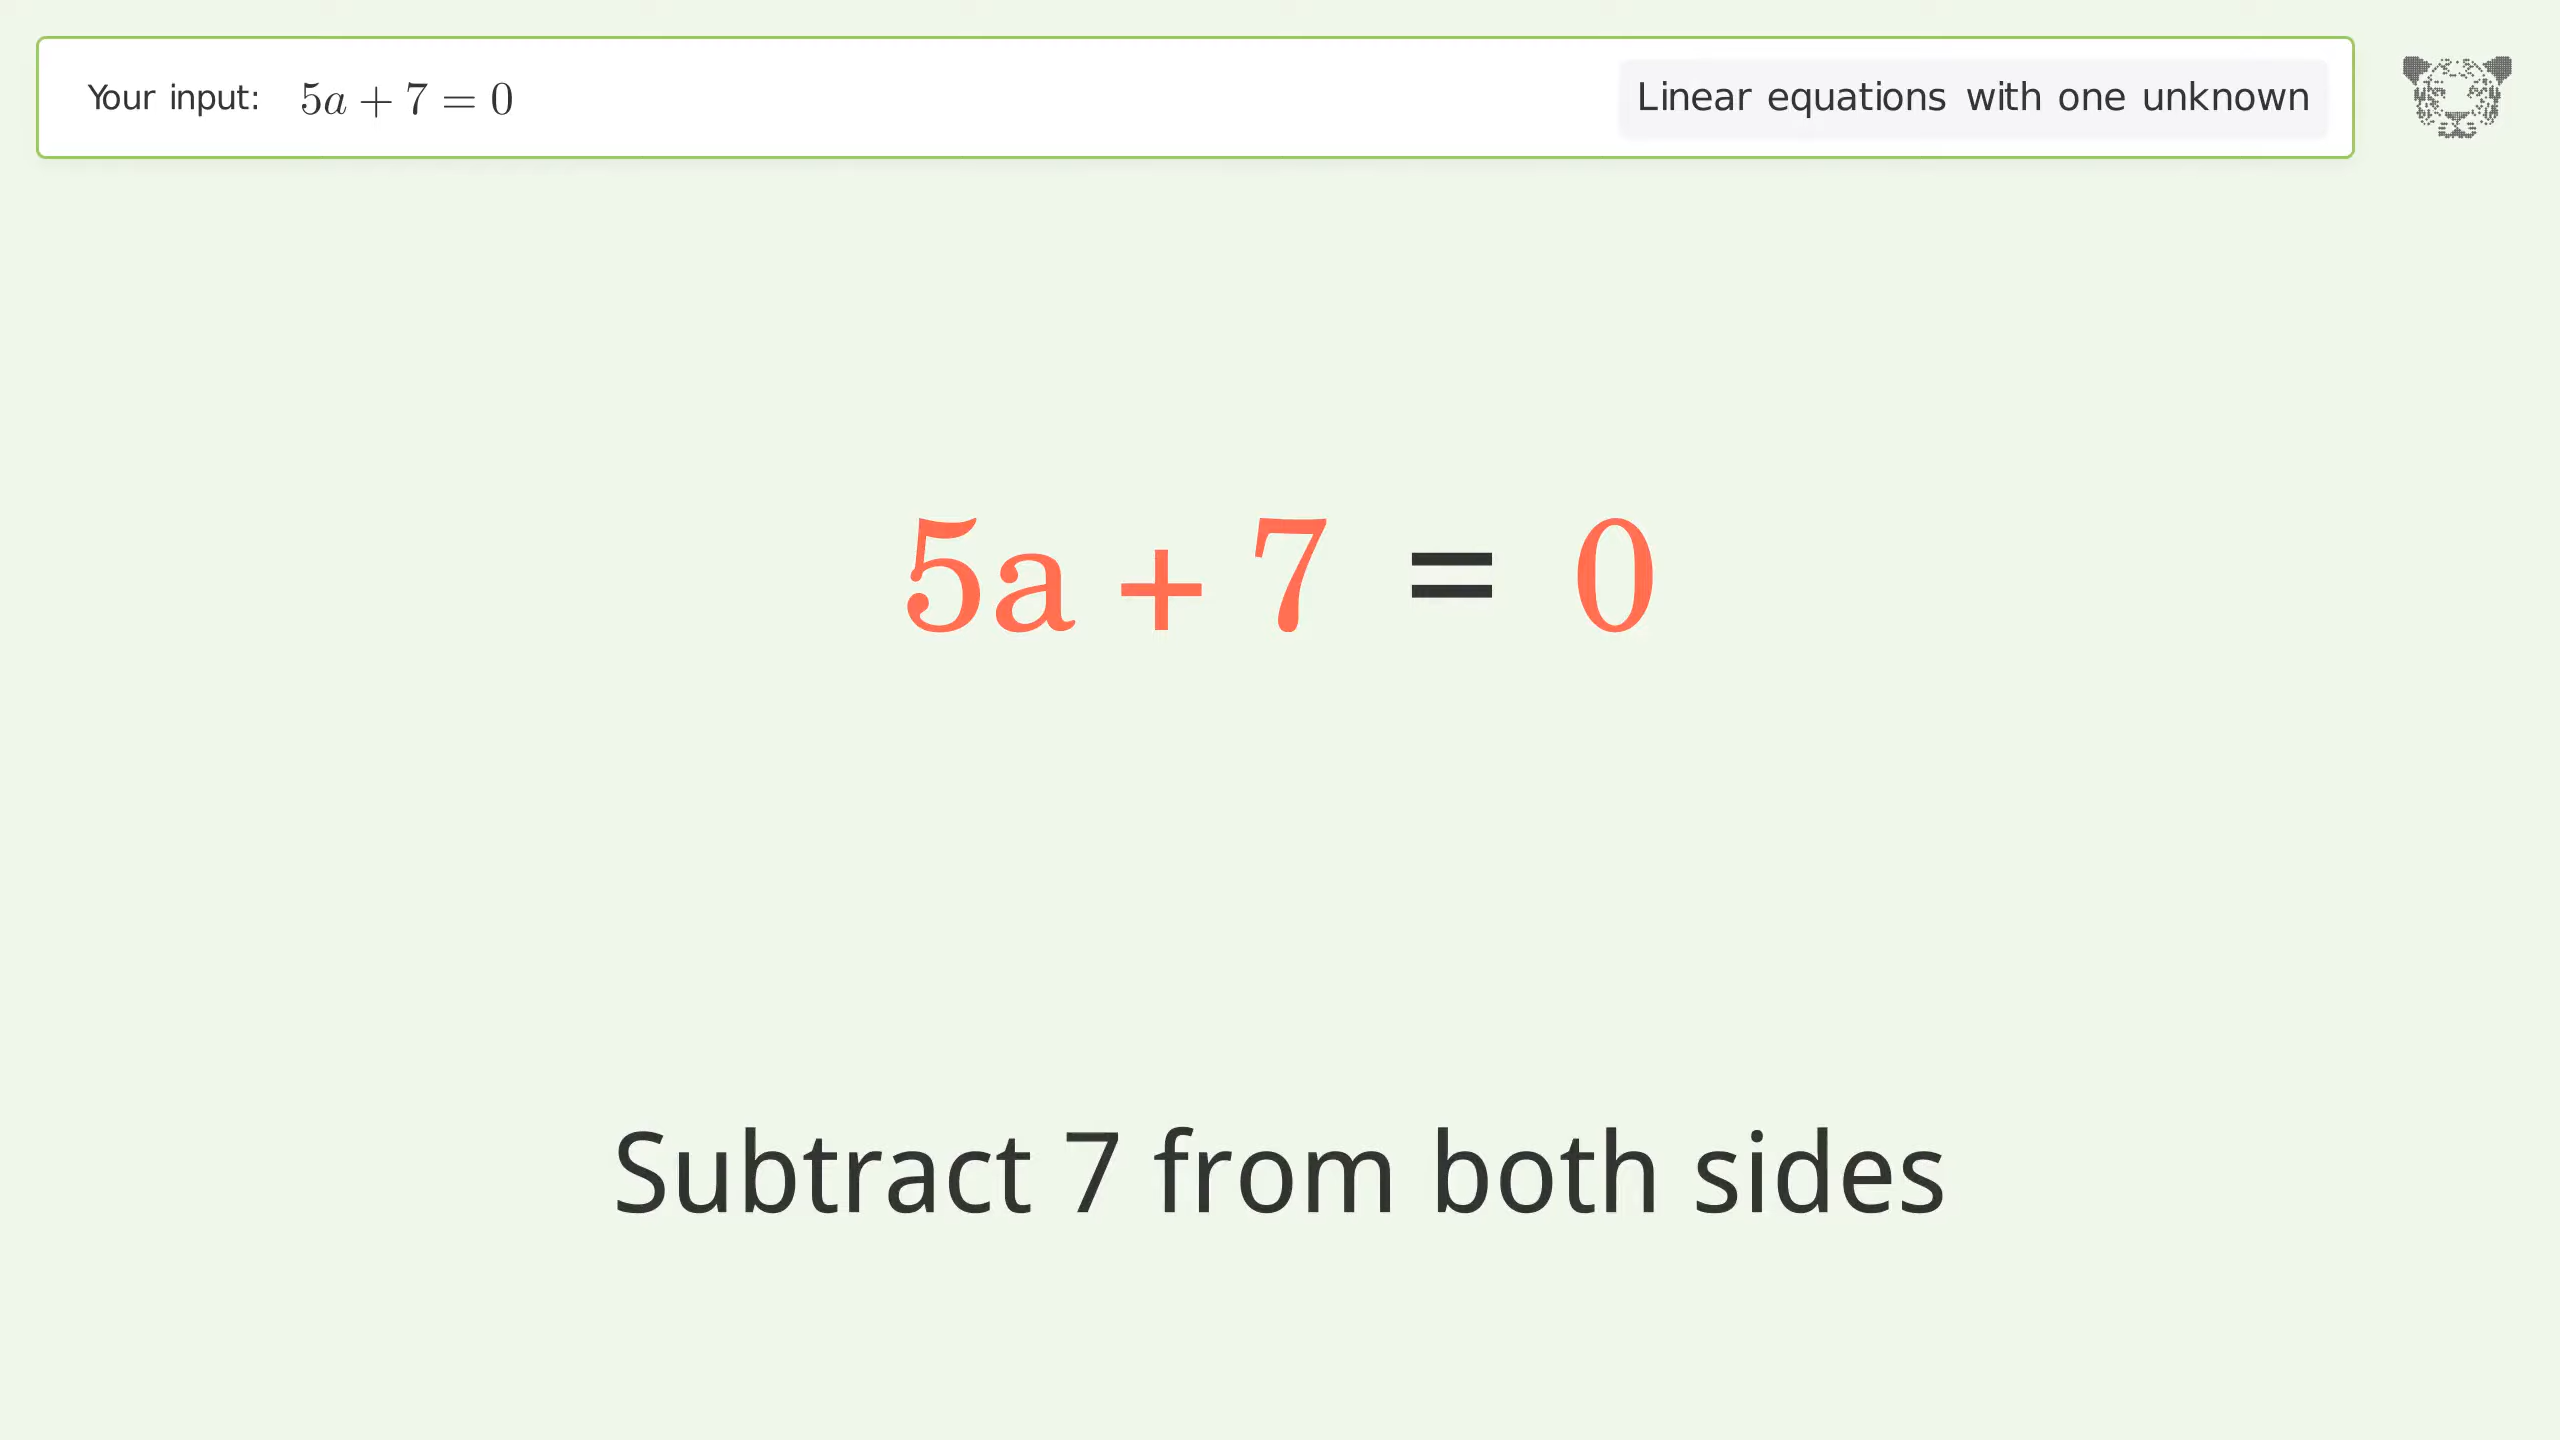 Your input: 5a + 7 = 0 Linear equations with one unknown
5a + 7 = 0
Subtract 7 from both sides